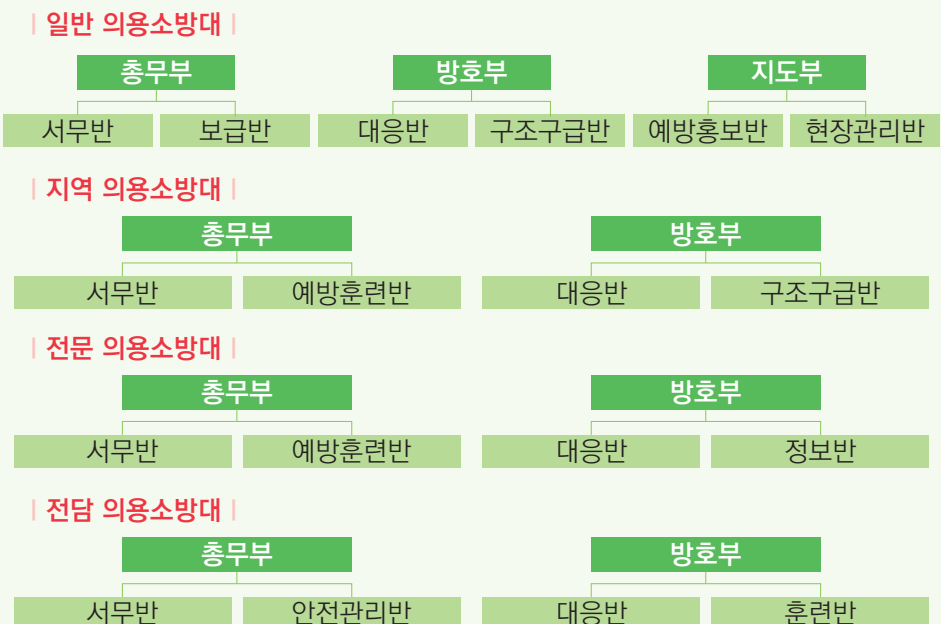 | 일반 의용소방대 |
총무부 방호부 지도부
서무반 보급반 대응반 구조구급반 예방홍보반 현장관리반
| 지역 의용소방대 |
총무부 방호부
서무반 예방훈련반 대응반 구조구급반
| 전문 의용소방대 |
총무부 방호부
서무반 예방훈련반 대응반 정보반
| 전담 의용소방대 |
총무부 방호부
서무반 안전관리반 대응반 훈련반